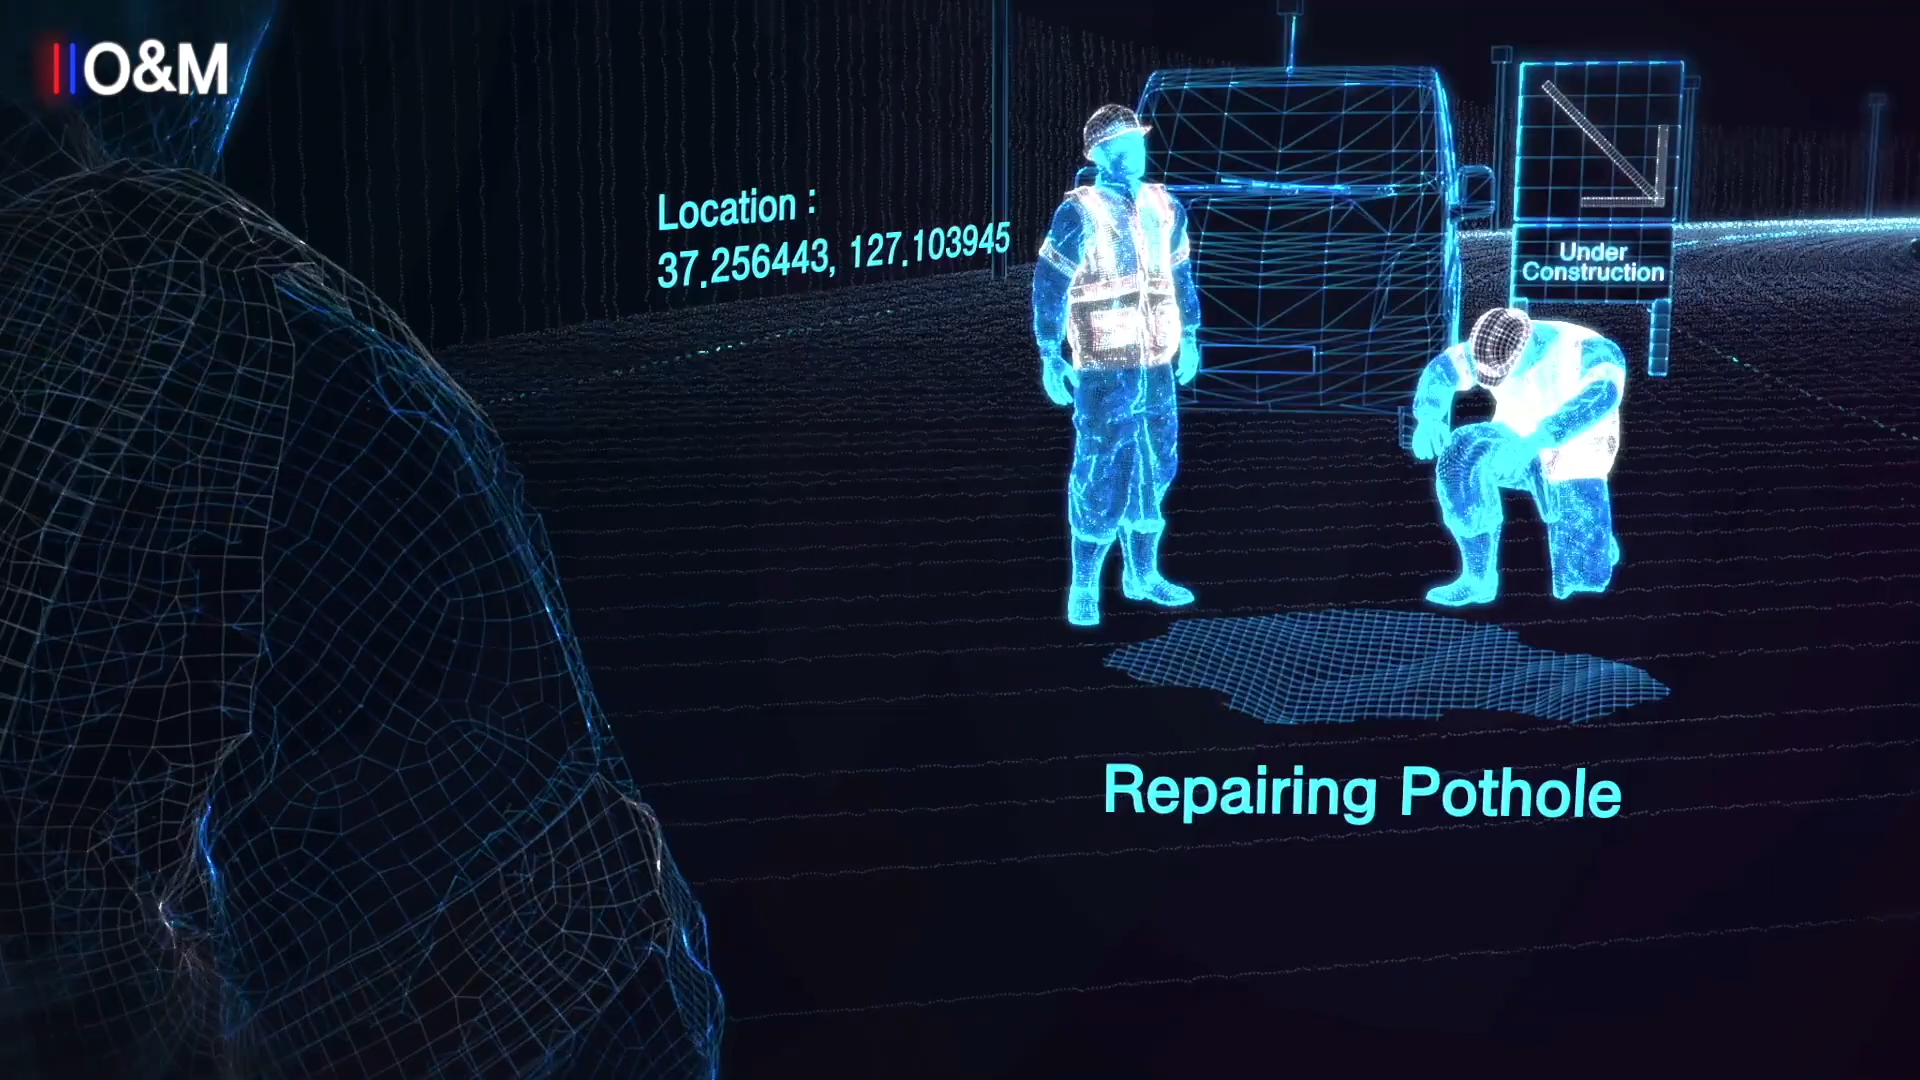 O&M
Location :
37.256443, 127.103945
Under
Construction
Repairing Pothole